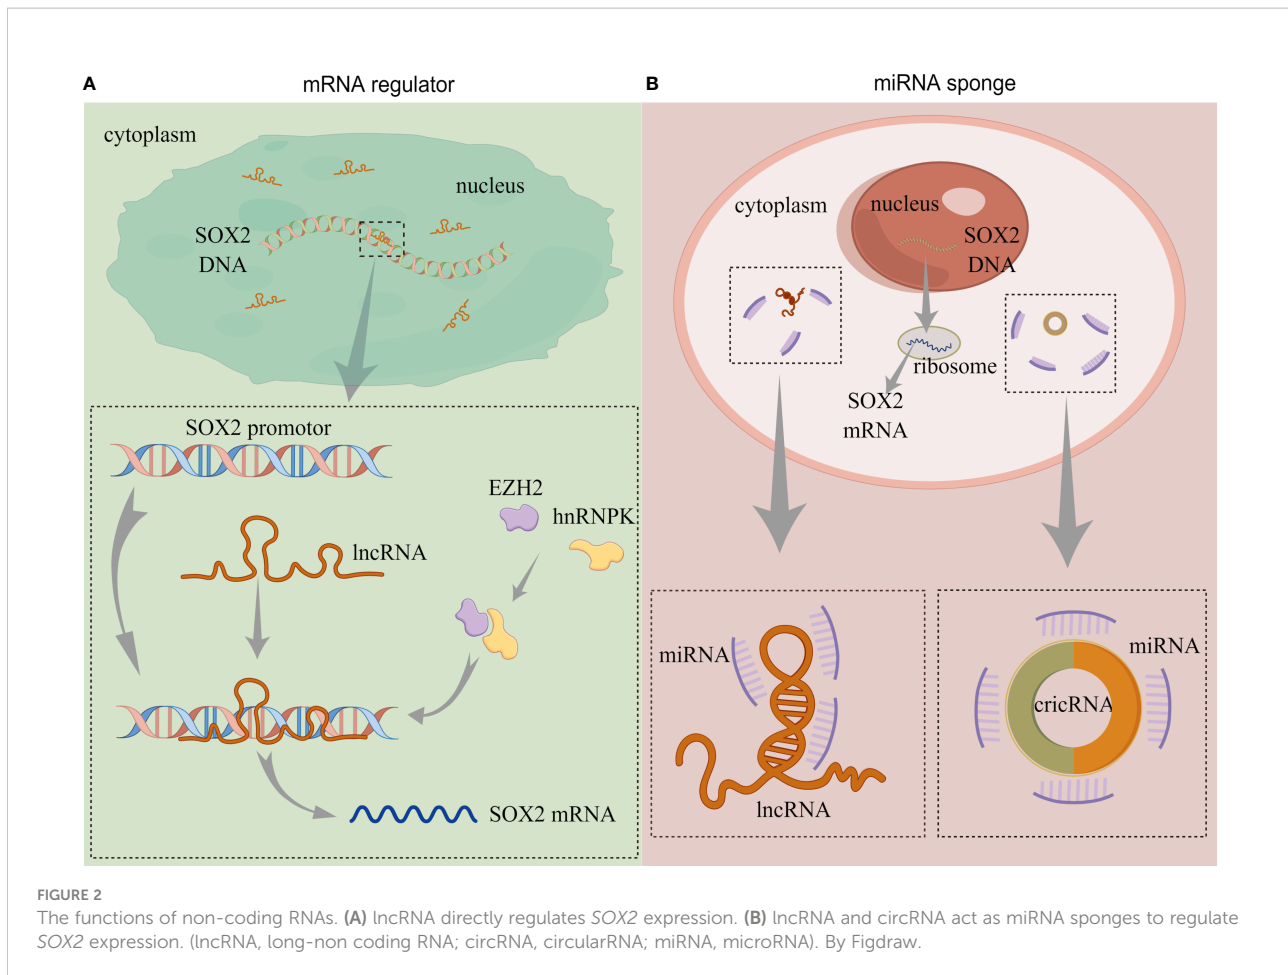 A
mRNA regulator
cytoplasm
nucleus
SOX2
DNA
SOX2 promotor
EZH2
hnRNPK
lncRNA
SOX2 mRNA
B
miRNA sponge
cytoplasm
nucleus
SOX2
DNA
ribosome
SOX2
mRNA
miRNA
lncRNA
miRNA
cricRNA
FIGURE 2
The functions of non-coding RNAs. (A) lncRNA directly regulates SOX2 expression. (B) lncRNA and circRNA act as miRNA sponges to regulate
SOX2 expression. (lncRNA, long-non coding RNA; circRNA, circularRNA; miRNA, microRNA). By Figdraw.